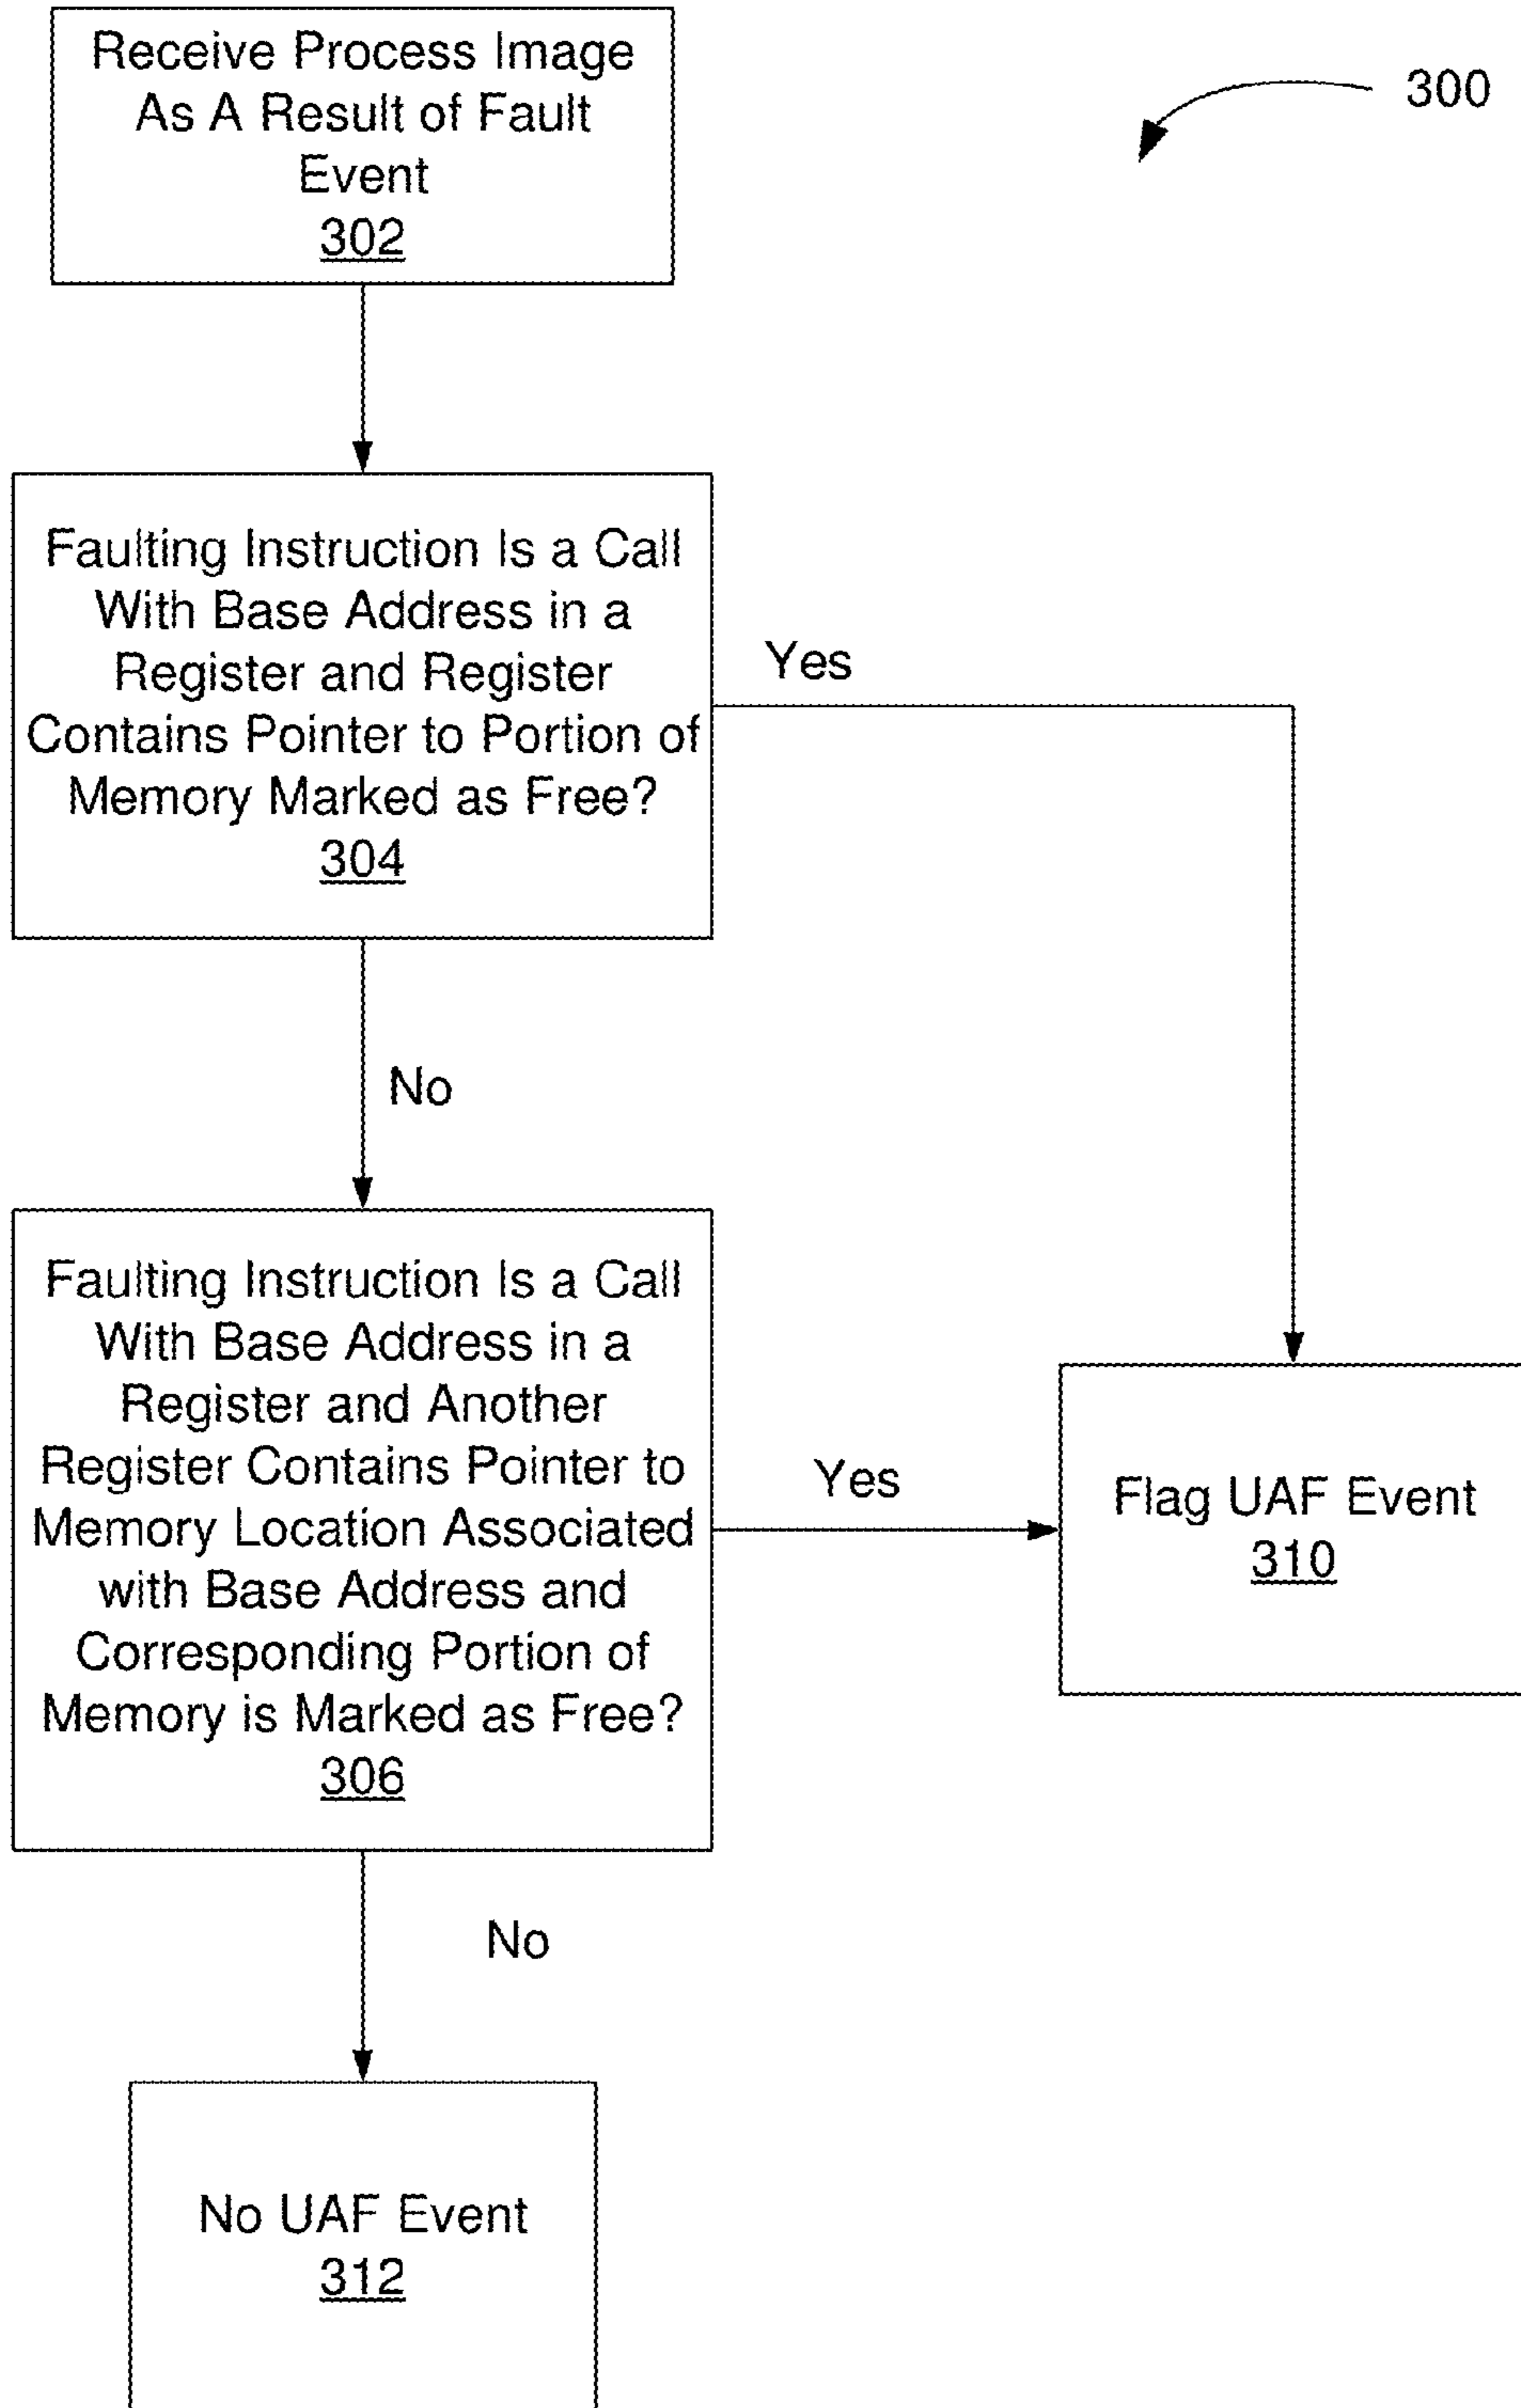 Receive Process Image
As A Result of Fault
Event
302
300
Faulting Instruction Is a Call
With Base Address in a
Register and Register
Contains Pointer to Portion of
Memory Marked as Free?
304
Yes
No
Faulting Instruction Is a Call
With Base Address in a
Register and Another
Register Contains Pointer to
Memory Location Associated
with Base Address and
Corresponding Portion of
Memory is Marked as Free?
306
Yes
Flag UAF Event
310
No
No UAF Event
312